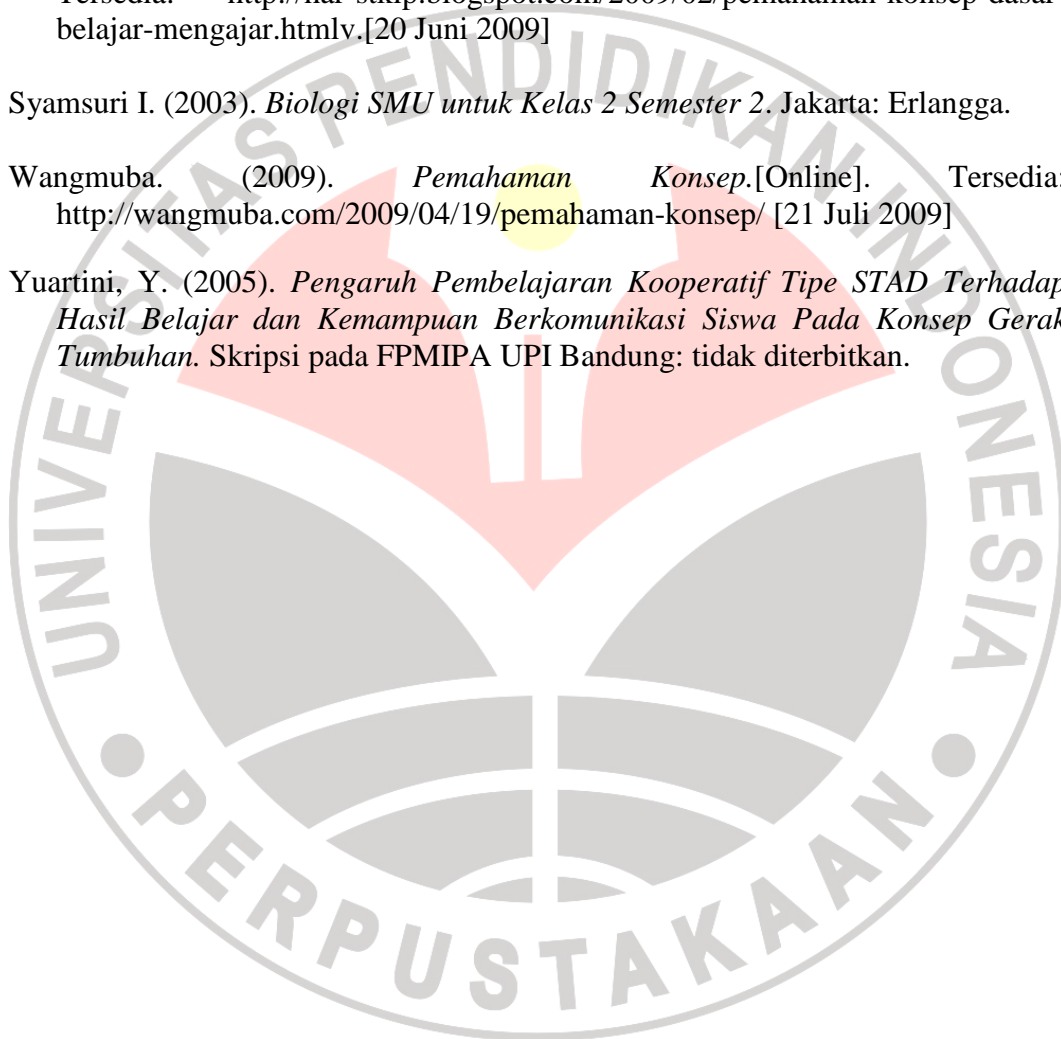 belajar-mengajar.htmlv.[20 Juni 2009]
Syamsuri I. (2003). Biologi SMU untuk Kelas 2 Semester 2. Jakarta: Erlangga.
Wangmuba. (2009). Pemahaman Konsep.[Online]. Tersedia:
http://wangmuba.com/2009/04/19/pemahaman-konsep/ [21 Juli 2009]
Yuartini, Y. (2005). Pengaruh Pembelajaran Kooperatif Tipe STAD Terhadap
Hasil Belajar dan Kemampuan Berkomunikasi Siswa Pada Konsep Gerak
Tumbuhan. Skripsi pada FPMIPA UPI Bandung: tidak diterbitkan.
UNIVERSITAS PENDIDIKAN INDONESIA
PERPUSTAKAAN